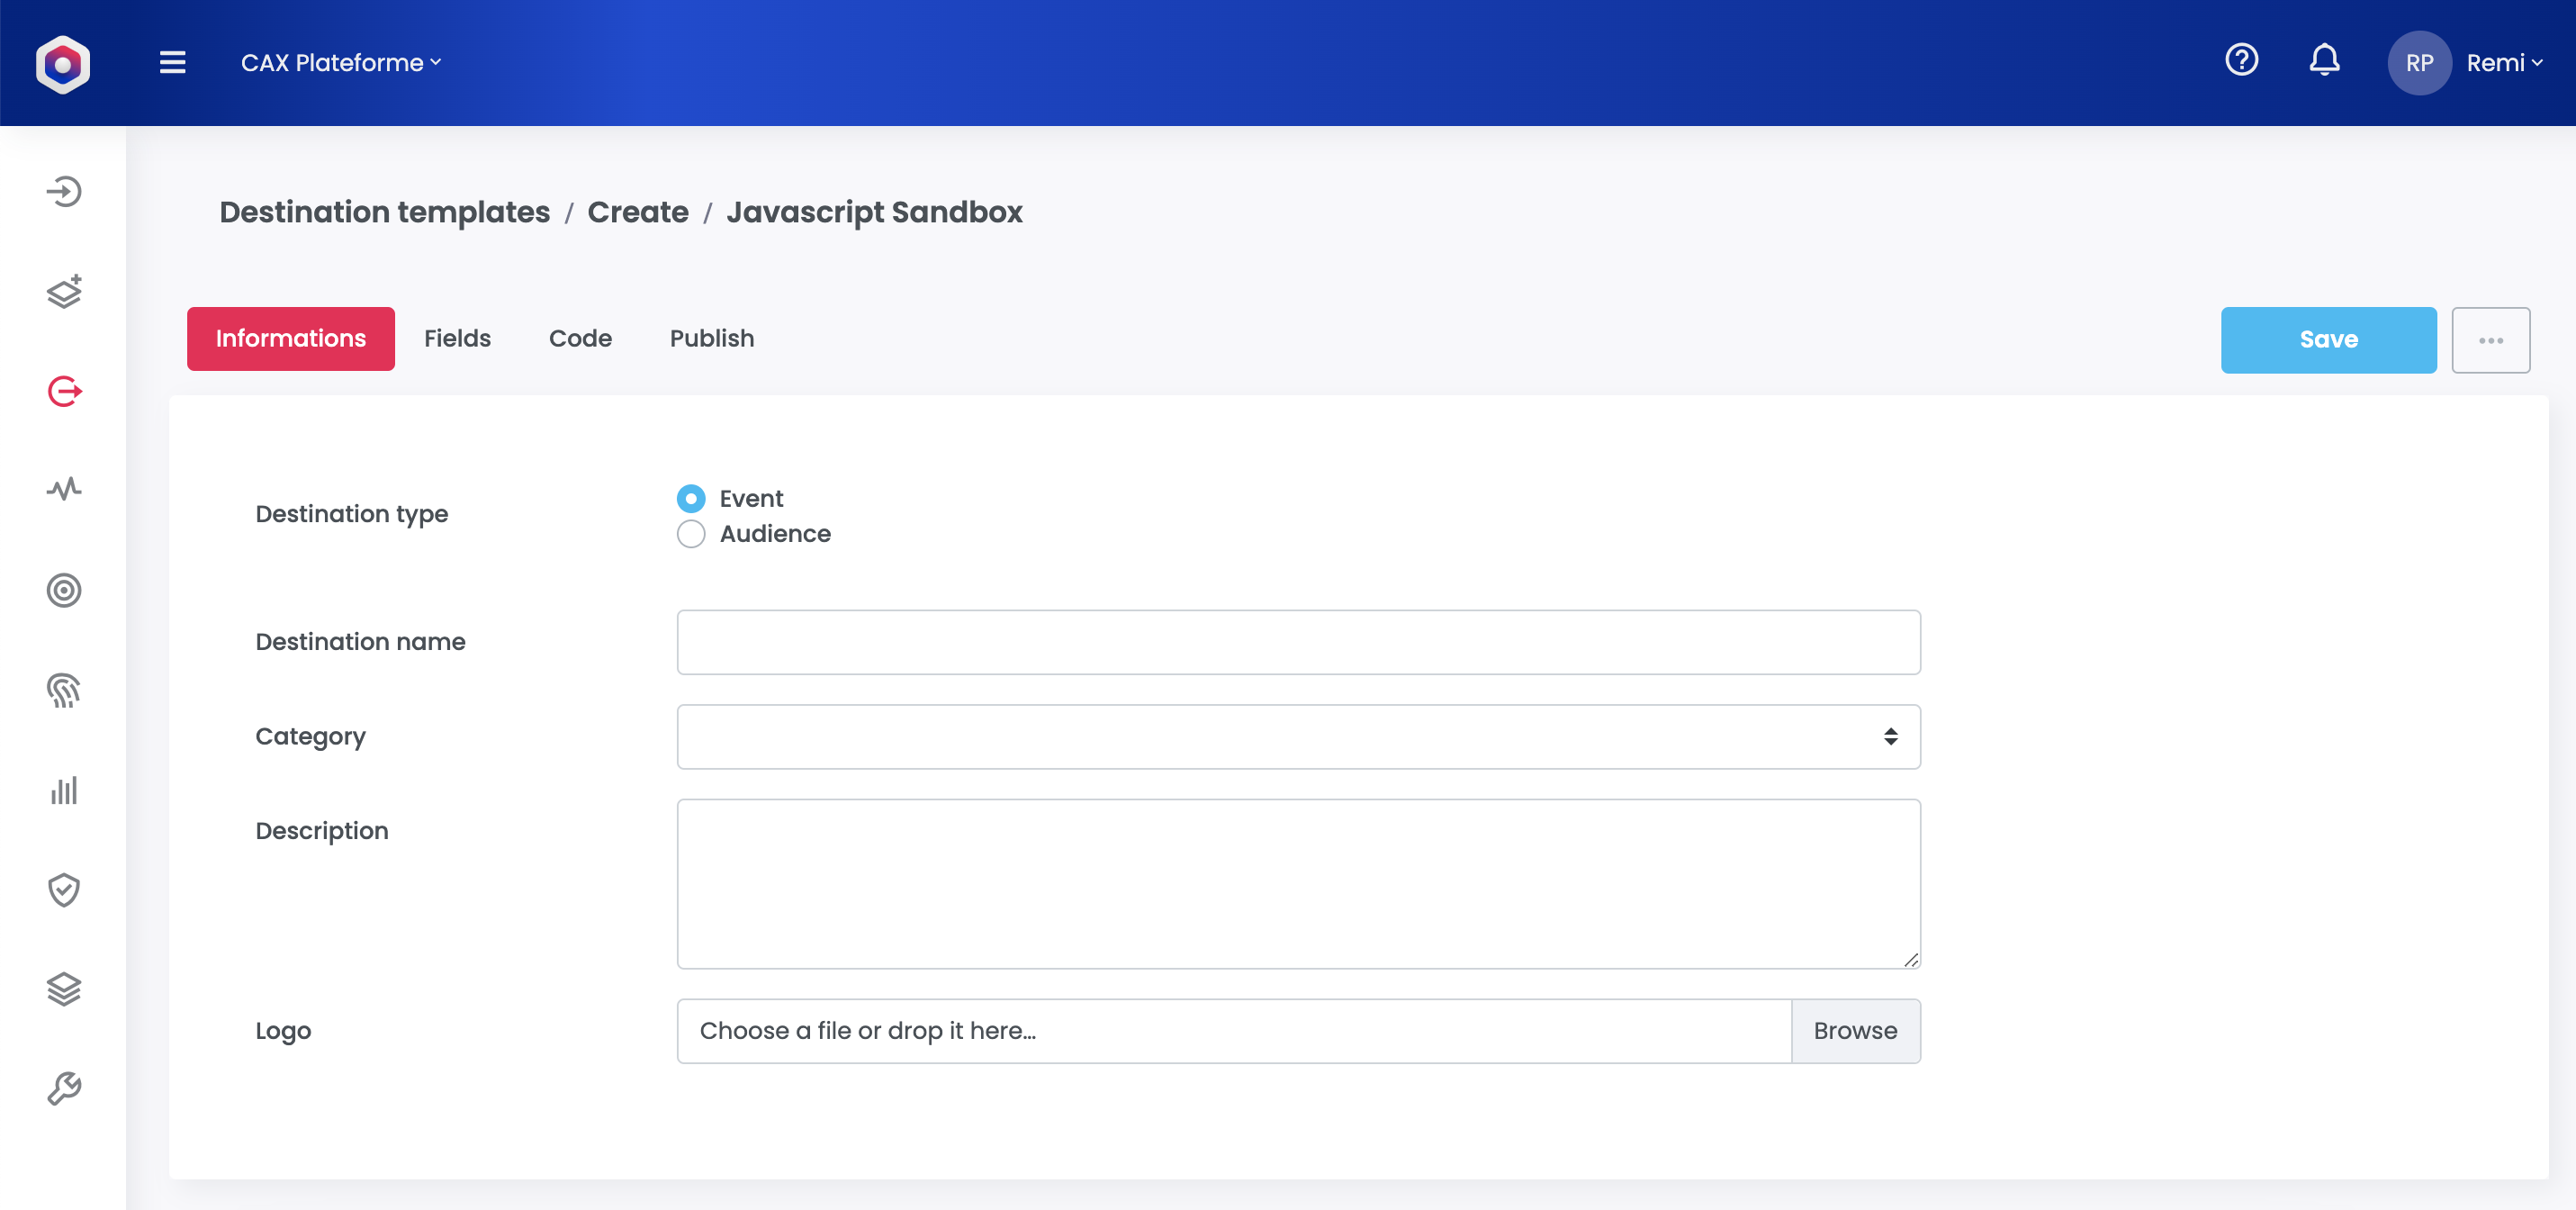 CAX Plateforme
RP Remi
Destination templates / Create / Javascript Sandbox
Informations Fields Code Publish Save
Destination type
Event
Audience
Destination name
Category
Description
Logo
Choose a file or drop it here... Browse